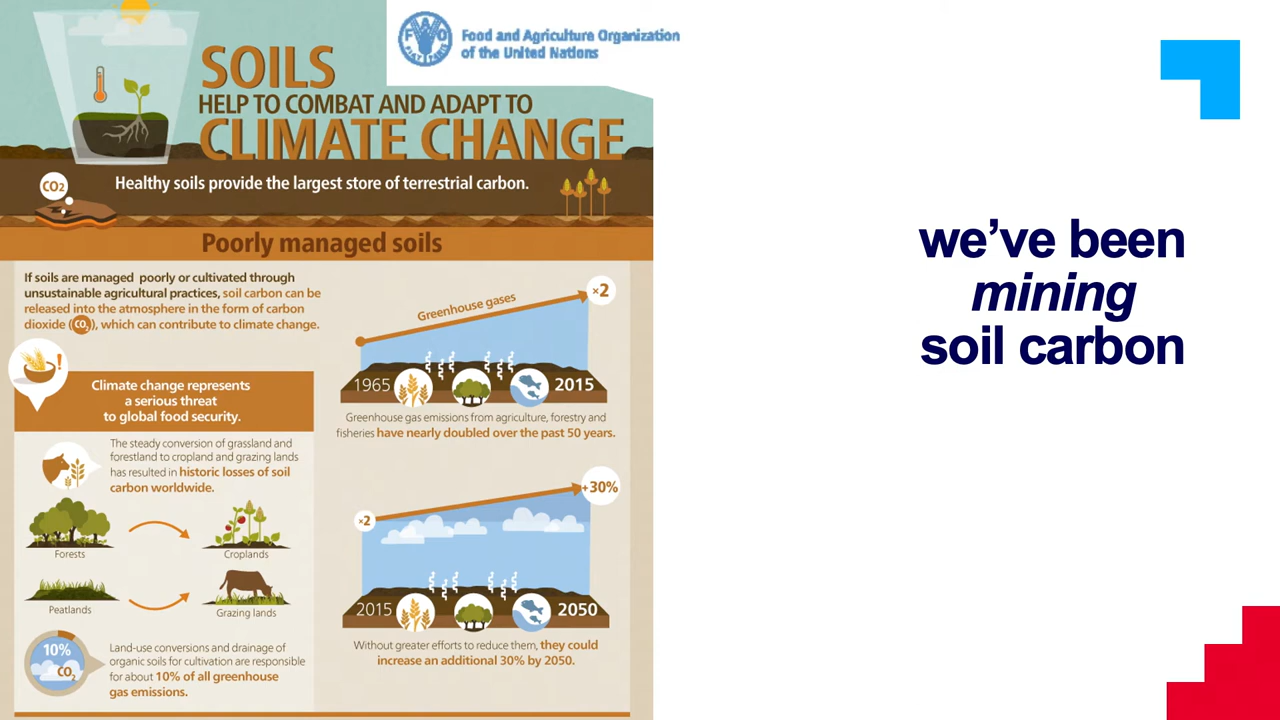 Food and Agriculture Organization
of the United Nations
SOILS
HELP TO COMBAT AND ADAPT TO
CLIMATE CHANGE
CO2
Healthy soils provide the largest store of terrestrial carbon.
Poorly managed soils
If soils are managed poorly or cultivated through
unsustainable agricultural practices, soil carbon can be
released into the atmosphere in the form of carbon
dioxide (CO2), which can contribute to climate change.
Climate change represents
a serious threat
to global food security.
The steady conversion of grassland and
forestland to cropland and grazing lands
has resulted in historic losses of soil
carbon worldwide.
Forests
Croplands
Peatlands
Grazing lands
10%
CO2
Land-use conversions and drainage of
organic soils for cultivation are responsible
for about 10% of all greenhouse
gas emissions.
Greenhouse gases
×2
1965
2015
Greenhouse gas emissions from agriculture, forestry and
fisheries have nearly doubled over the past 50 years.
×2
+30%
2015
2050
Without greater efforts to reduce them, they could
increase an additional 30% by 2050.
we’ve been
mining
soil carbon